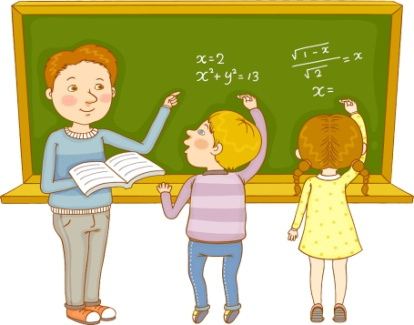 x=2
x²+y²=13
√1-x / √2 = x
x=